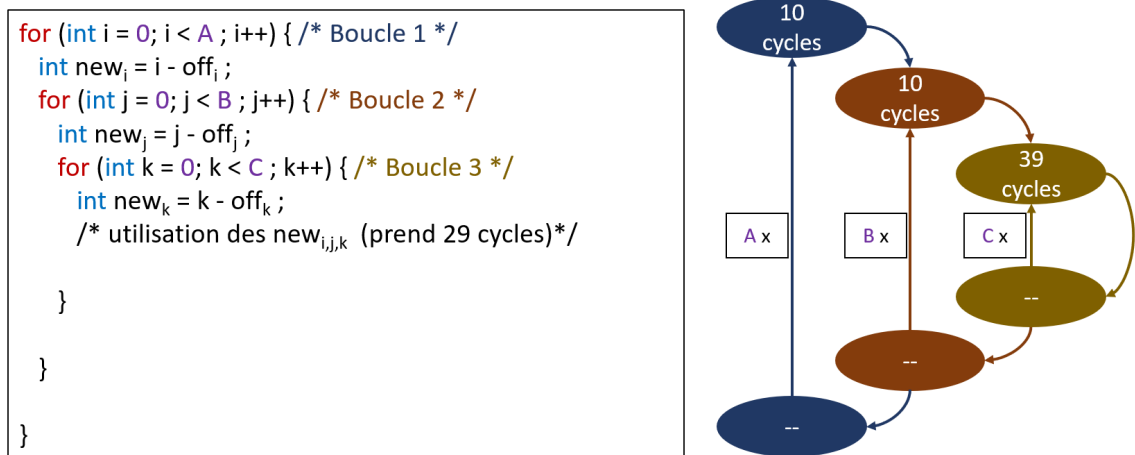 for (int i = 0; i < A ; i++) { /* Boucle 1 */
int newᵢ = i - offᵢ ;
for (int j = 0; j < B ; j++) { /* Boucle 2 */
int newⱼ = j - offⱼ ;
for (int k = 0; k < C ; k++) { /* Boucle 3 */
int newₖ = k - offₖ ;
/* utilisation des new i,j,k (prend 29 cycles)*/
}
}
}
10
cycles
10
cycles
39
cycles
A x
B x
C x
--
--
--